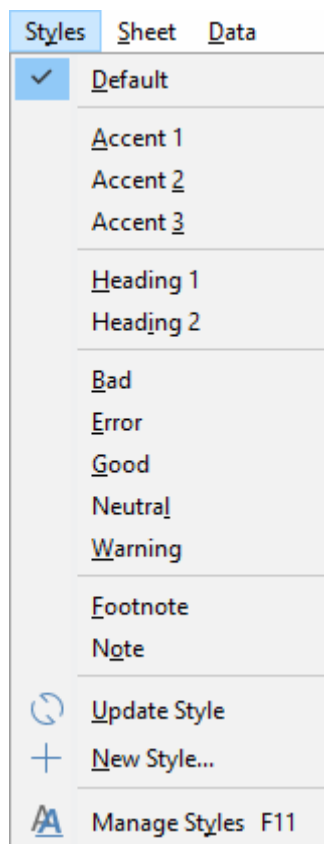 Styles Sheet Data
Default
Accent 1
Accent 2
Accent 3
Heading 1
Heading 2
Bad
Error
Good
Neutral
Warning
Footnote
Note
Update Style
New Style...
Manage Styles F11